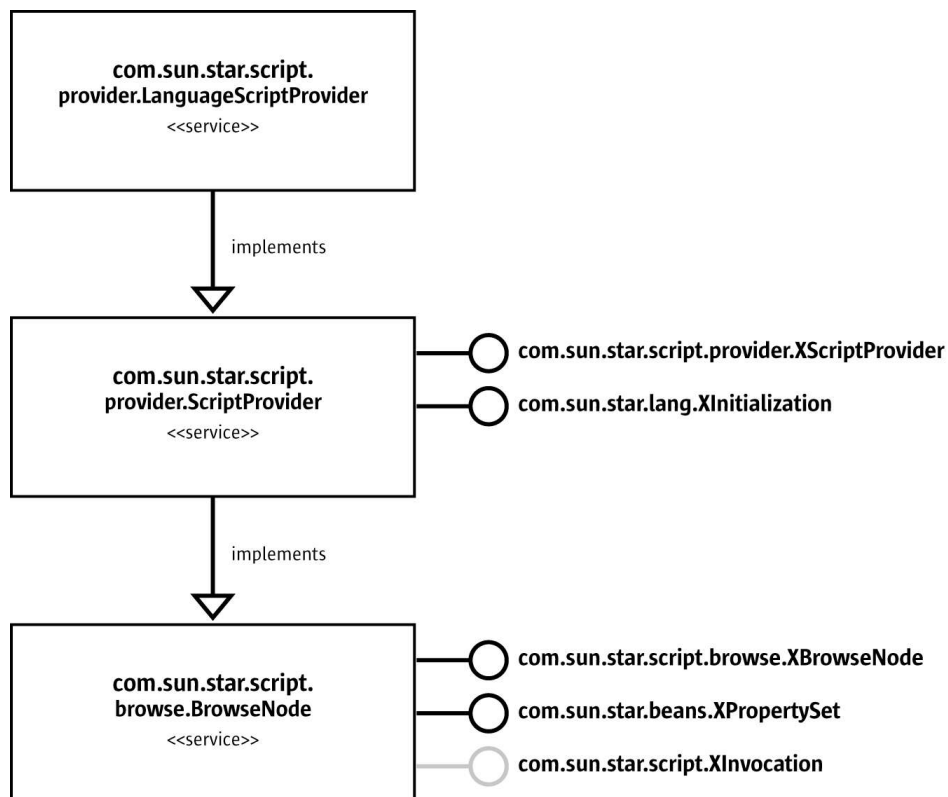 com.sun.star.script.
provider.LanguageScriptProvider
<<service>>
implements
com.sun.star.script.
provider.ScriptProvider
<<service>>
com.sun.star.script.provider.XScriptProvider
com.sun.star.lang.XInitialization
implements
com.sun.star.script.
browse.BrowseNode
<<service>>
com.sun.star.script.browse.XBrowseNode
com.sun.star.beans.XPropertySet
com.sun.star.script.XInvocation